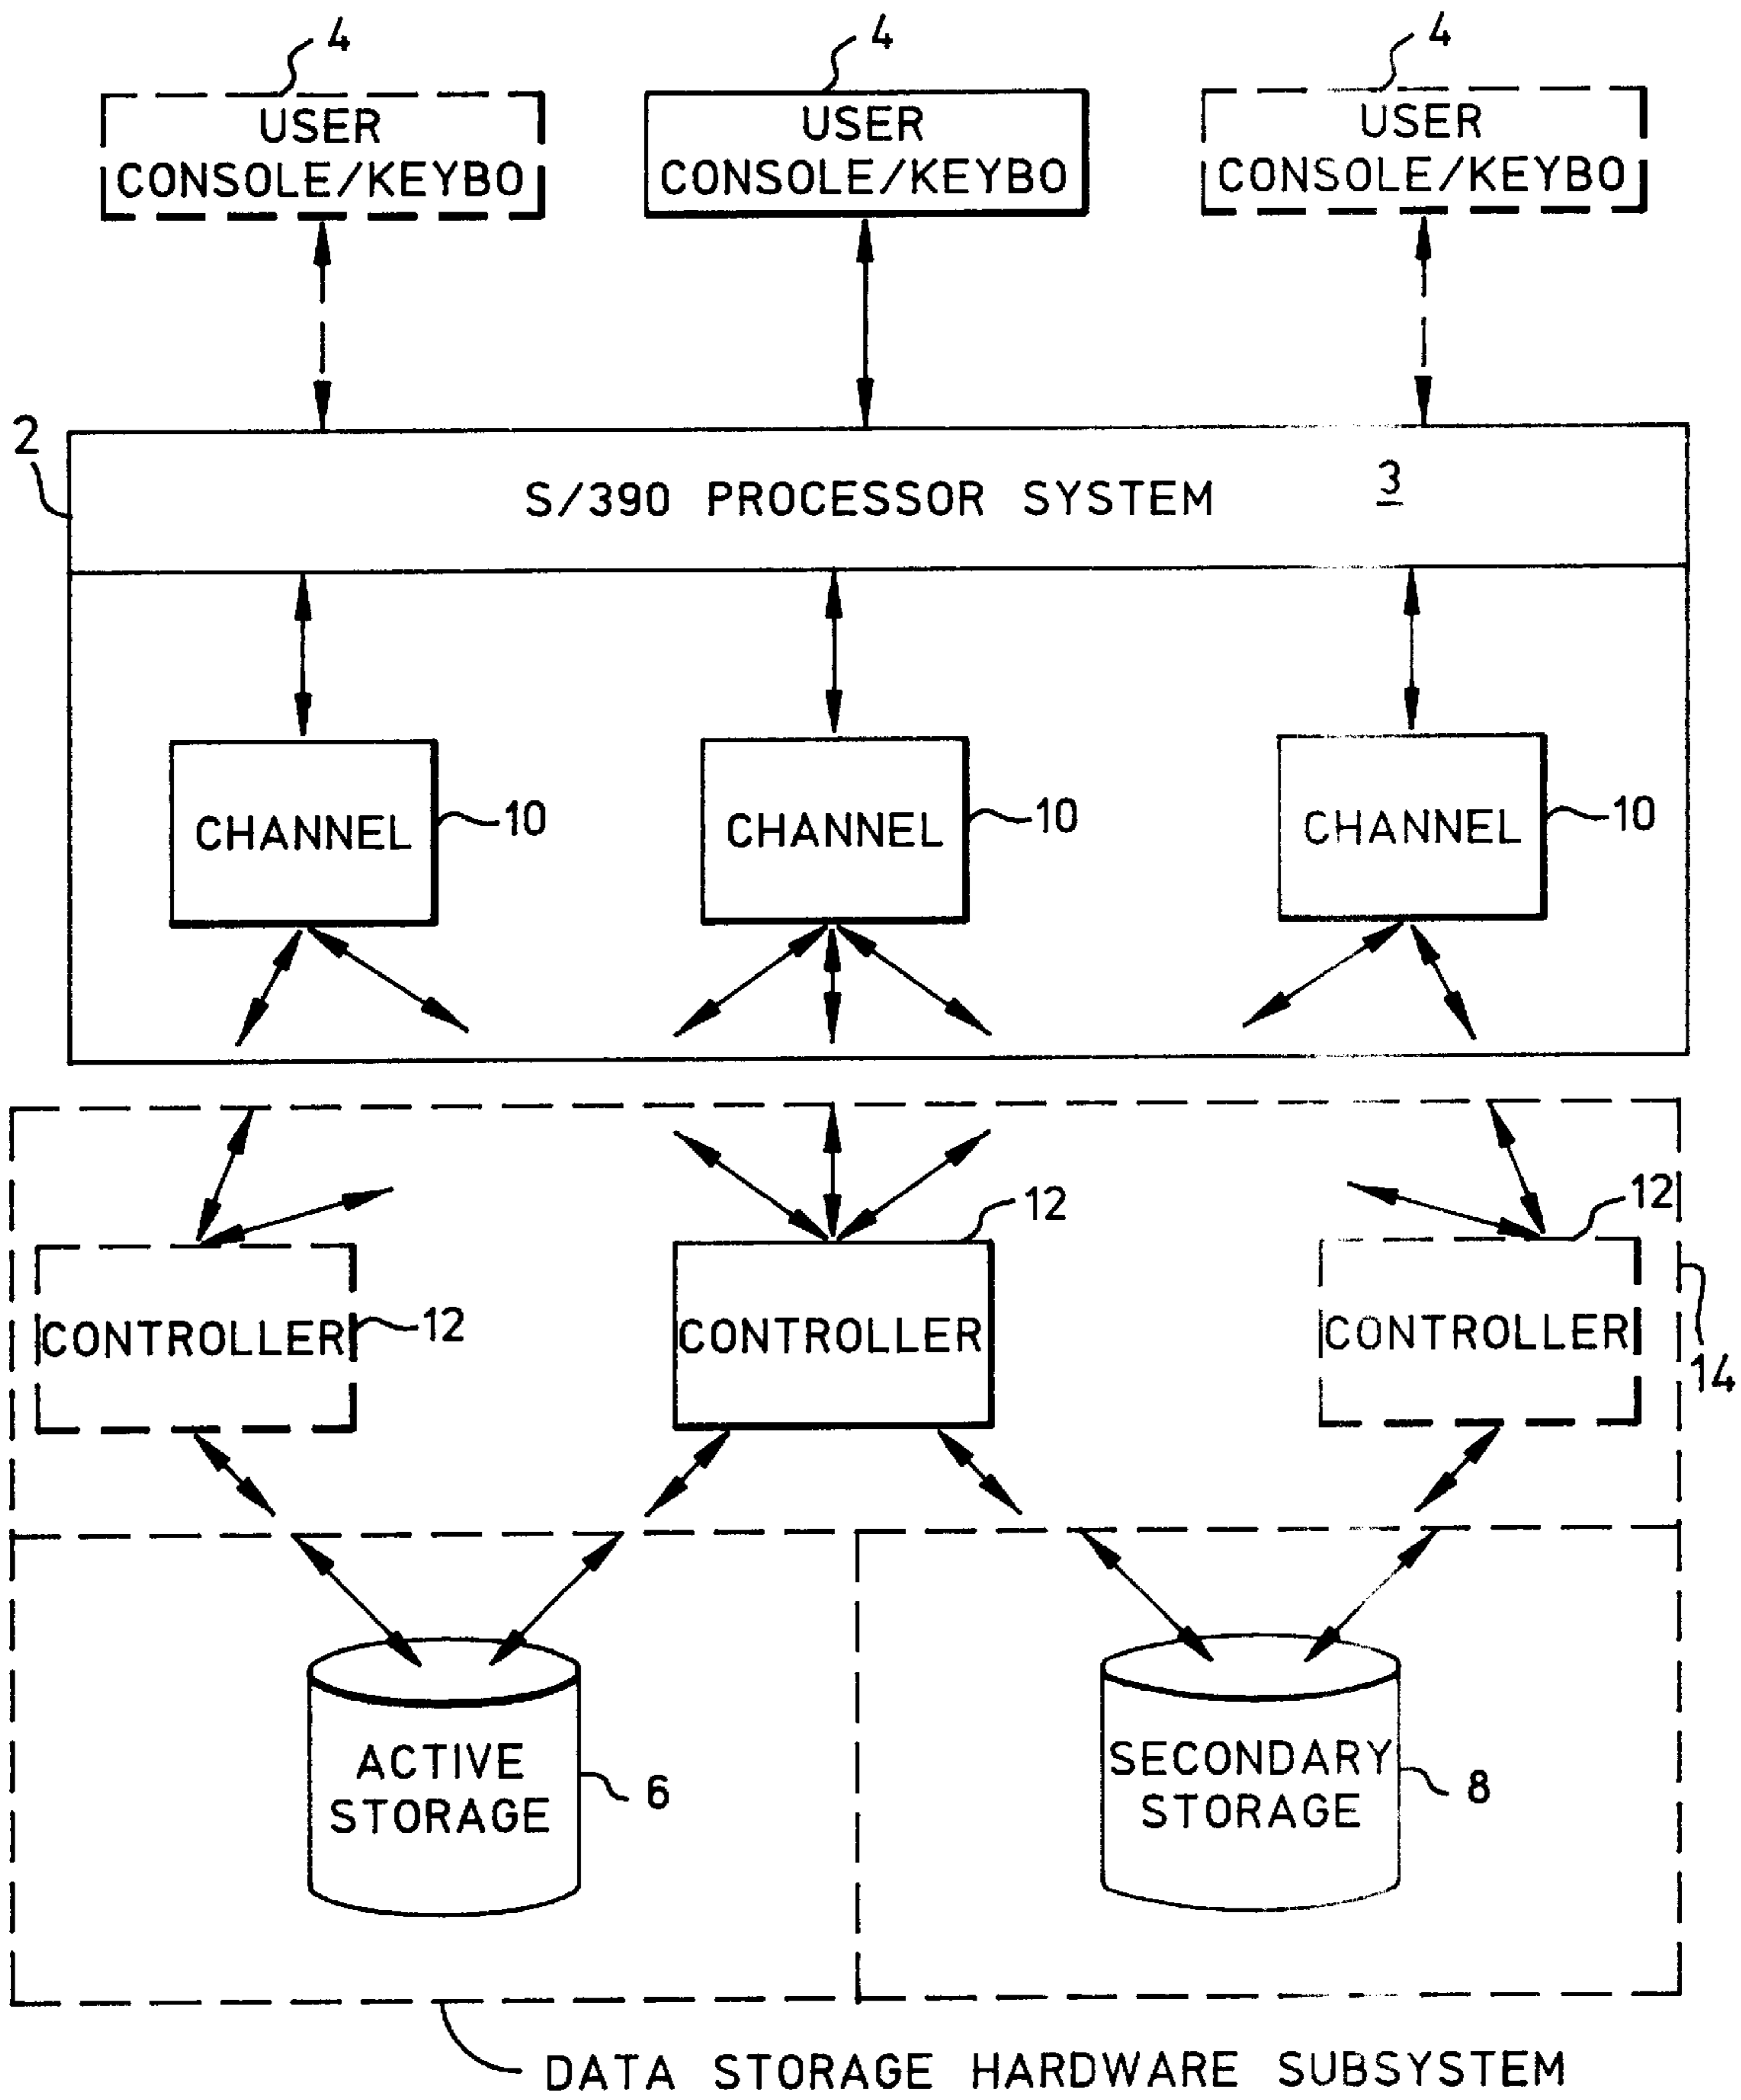 4
4
4
USER
CONSOLE/KEYBO
USER
CONSOLE/KEYBO
USER
CONSOLE/KEYBO
2
S/390 PROCESSOR SYSTEM
3
CHANNEL
10
CHANNEL
10
CHANNEL
10
12
12
CONTROLLER
12
CONTROLLER
CONTROLLER
14
ACTIVE
STORAGE
6
SECONDARY
STORAGE
8
DATA STORAGE HARDWARE SUBSYSTEM